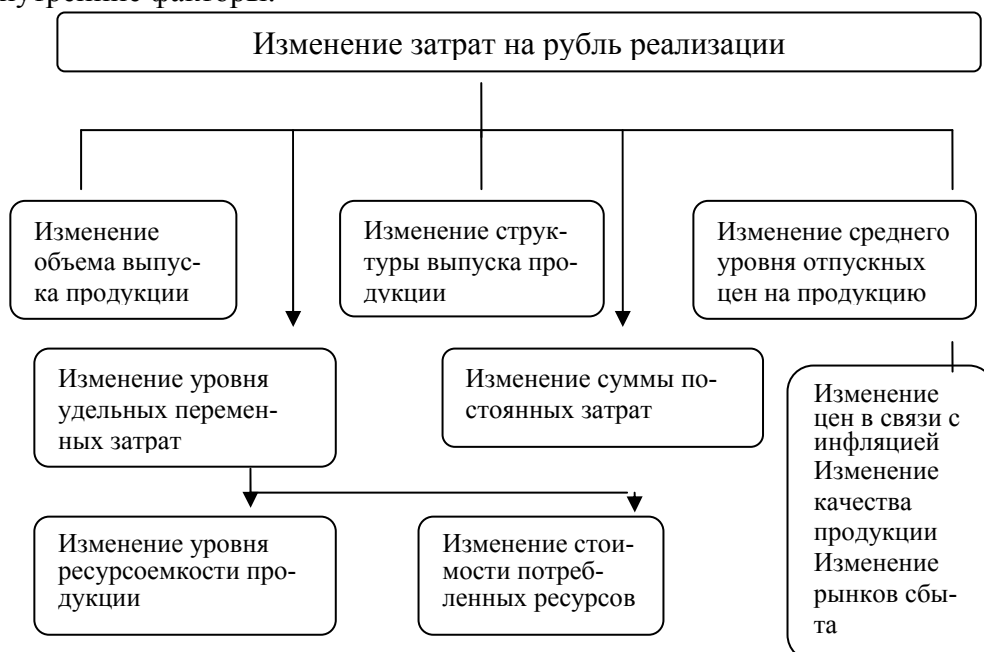 факторы.
Изменение затрат на рубль реализации
Изменение
объема выпус-
ка продукции
Изменение струк-
туры выпуска про-
дукции
Изменение среднего
уровня отпускных
цен на продукцию
Изменение уровня
удельных перемен-
ных затрат
Изменение суммы по-
стоянных затрат
Изменение
цен в связи с
инфляцией
Изменение
качества
продукции
Изменение
рынков сбы-
та
Изменение уровня
ресурсоемкости про-
дукции
Изменение стои-
мости потреб-
ленных ресурсов